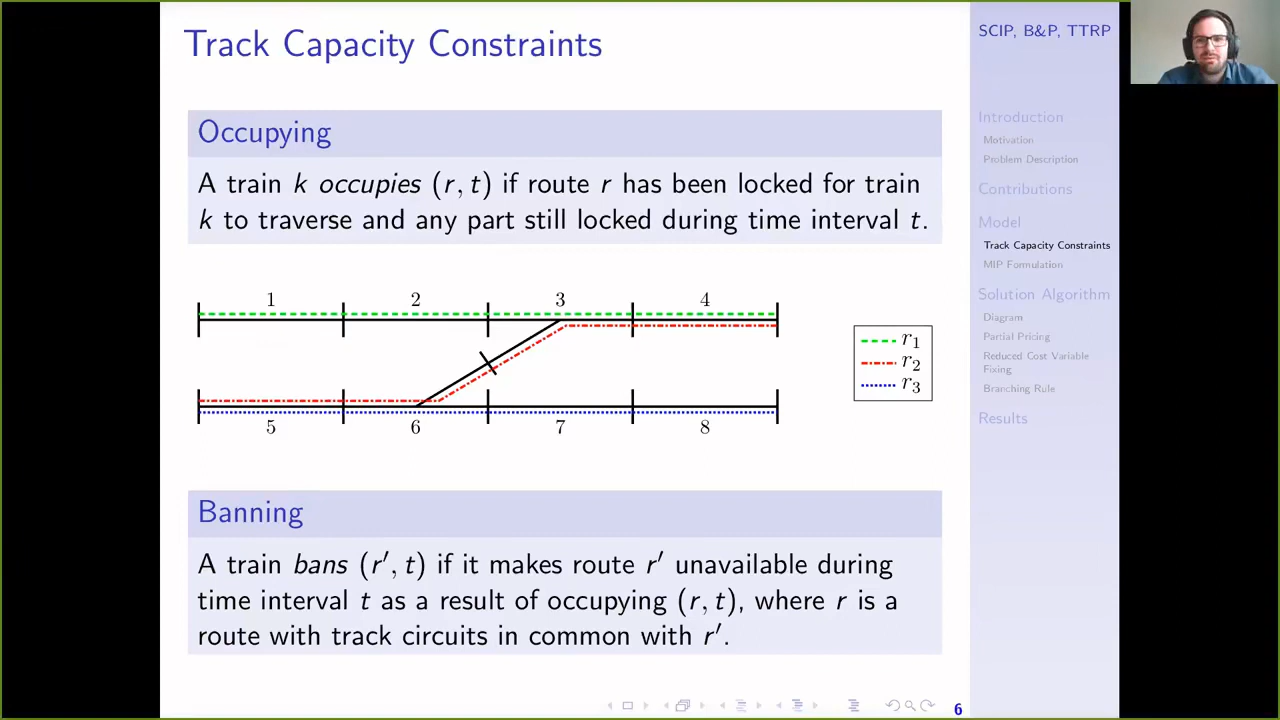 Track Capacity Constraints
Occupying
A train k occupies (r, t) if route r has been locked for train
k to traverse and any part still locked during time interval t.
1 2 3 4
5 6 7 8
r₁
r₂
r₃
Banning
A train bans (r′, t) if it makes route r′ unavailable during
time interval t as a result of occupying (r, t), where r is a
route with track circuits in common with r′.
6
SCIP, B&P, TTRP
Introduction
Motivation
Problem Description
Contributions
Model
Track Capacity Constraints
MIP Formulation
Solution Algorithm
Diagram
Partial Pricing
Reduced Cost Variable
Fixing
Branching Rule
Results